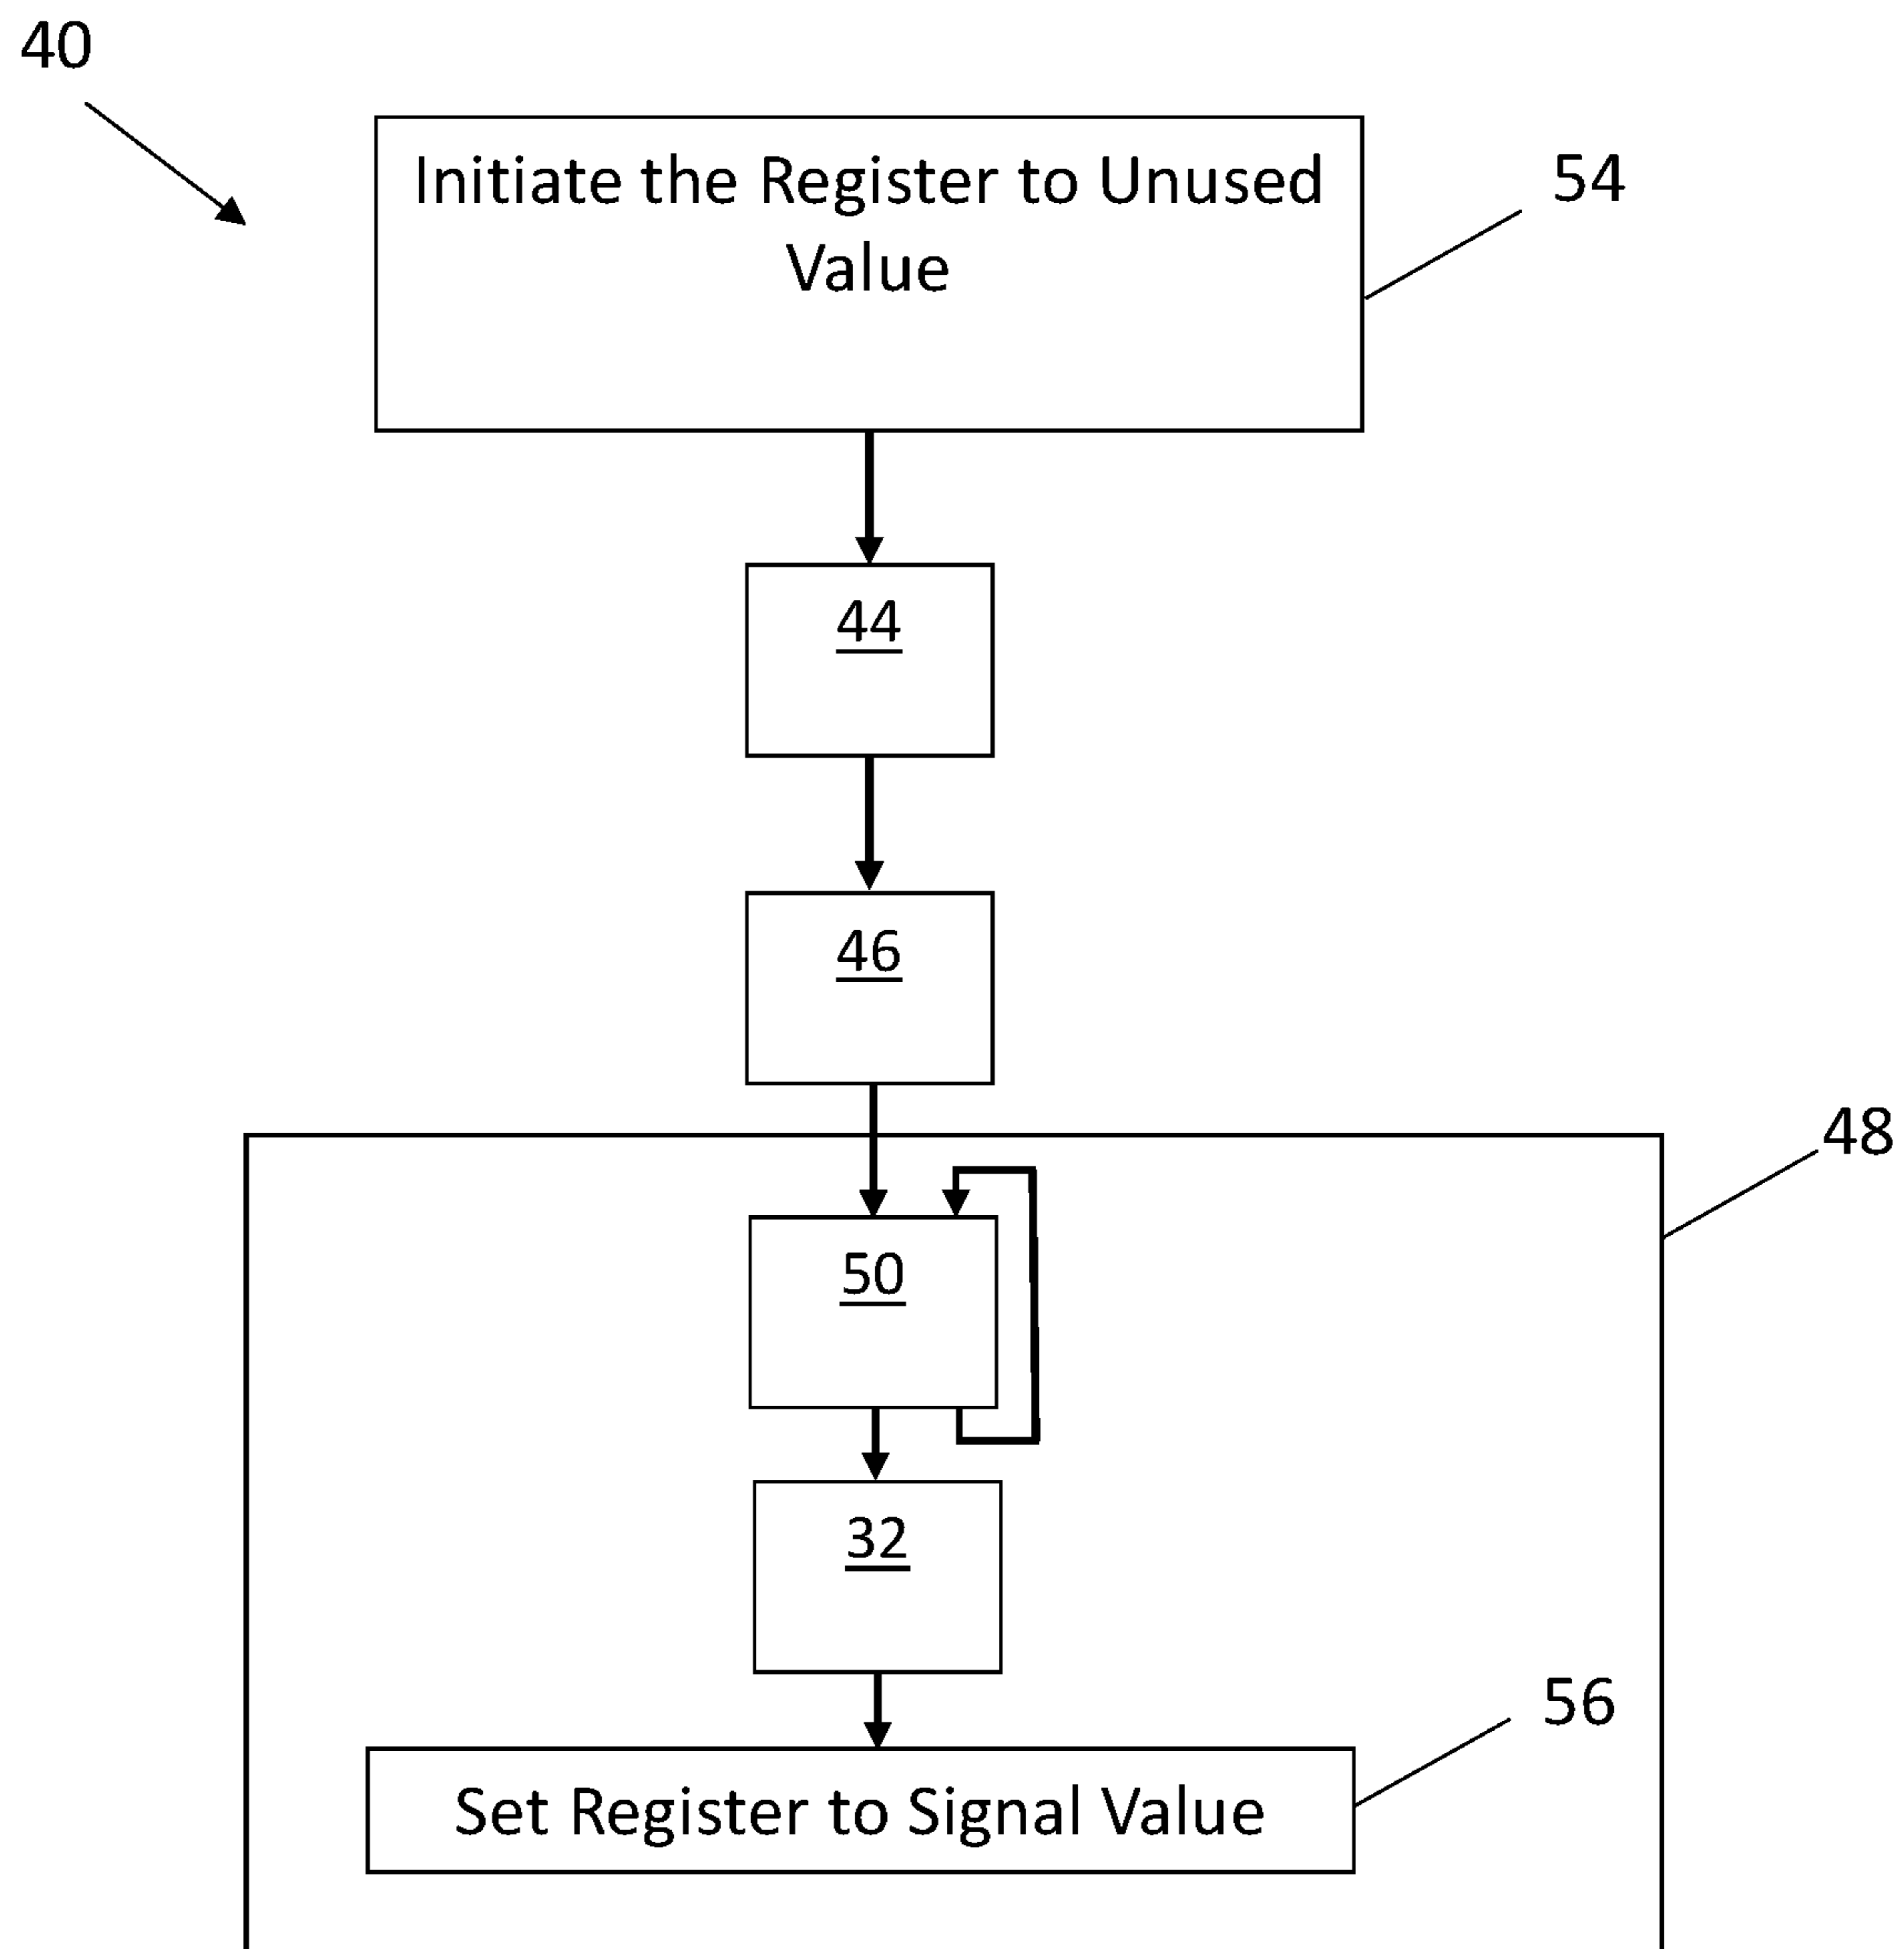 40
Initiate the Register to Unused
Value
54
44
46
48
50
32
56
Set Register to Signal Value